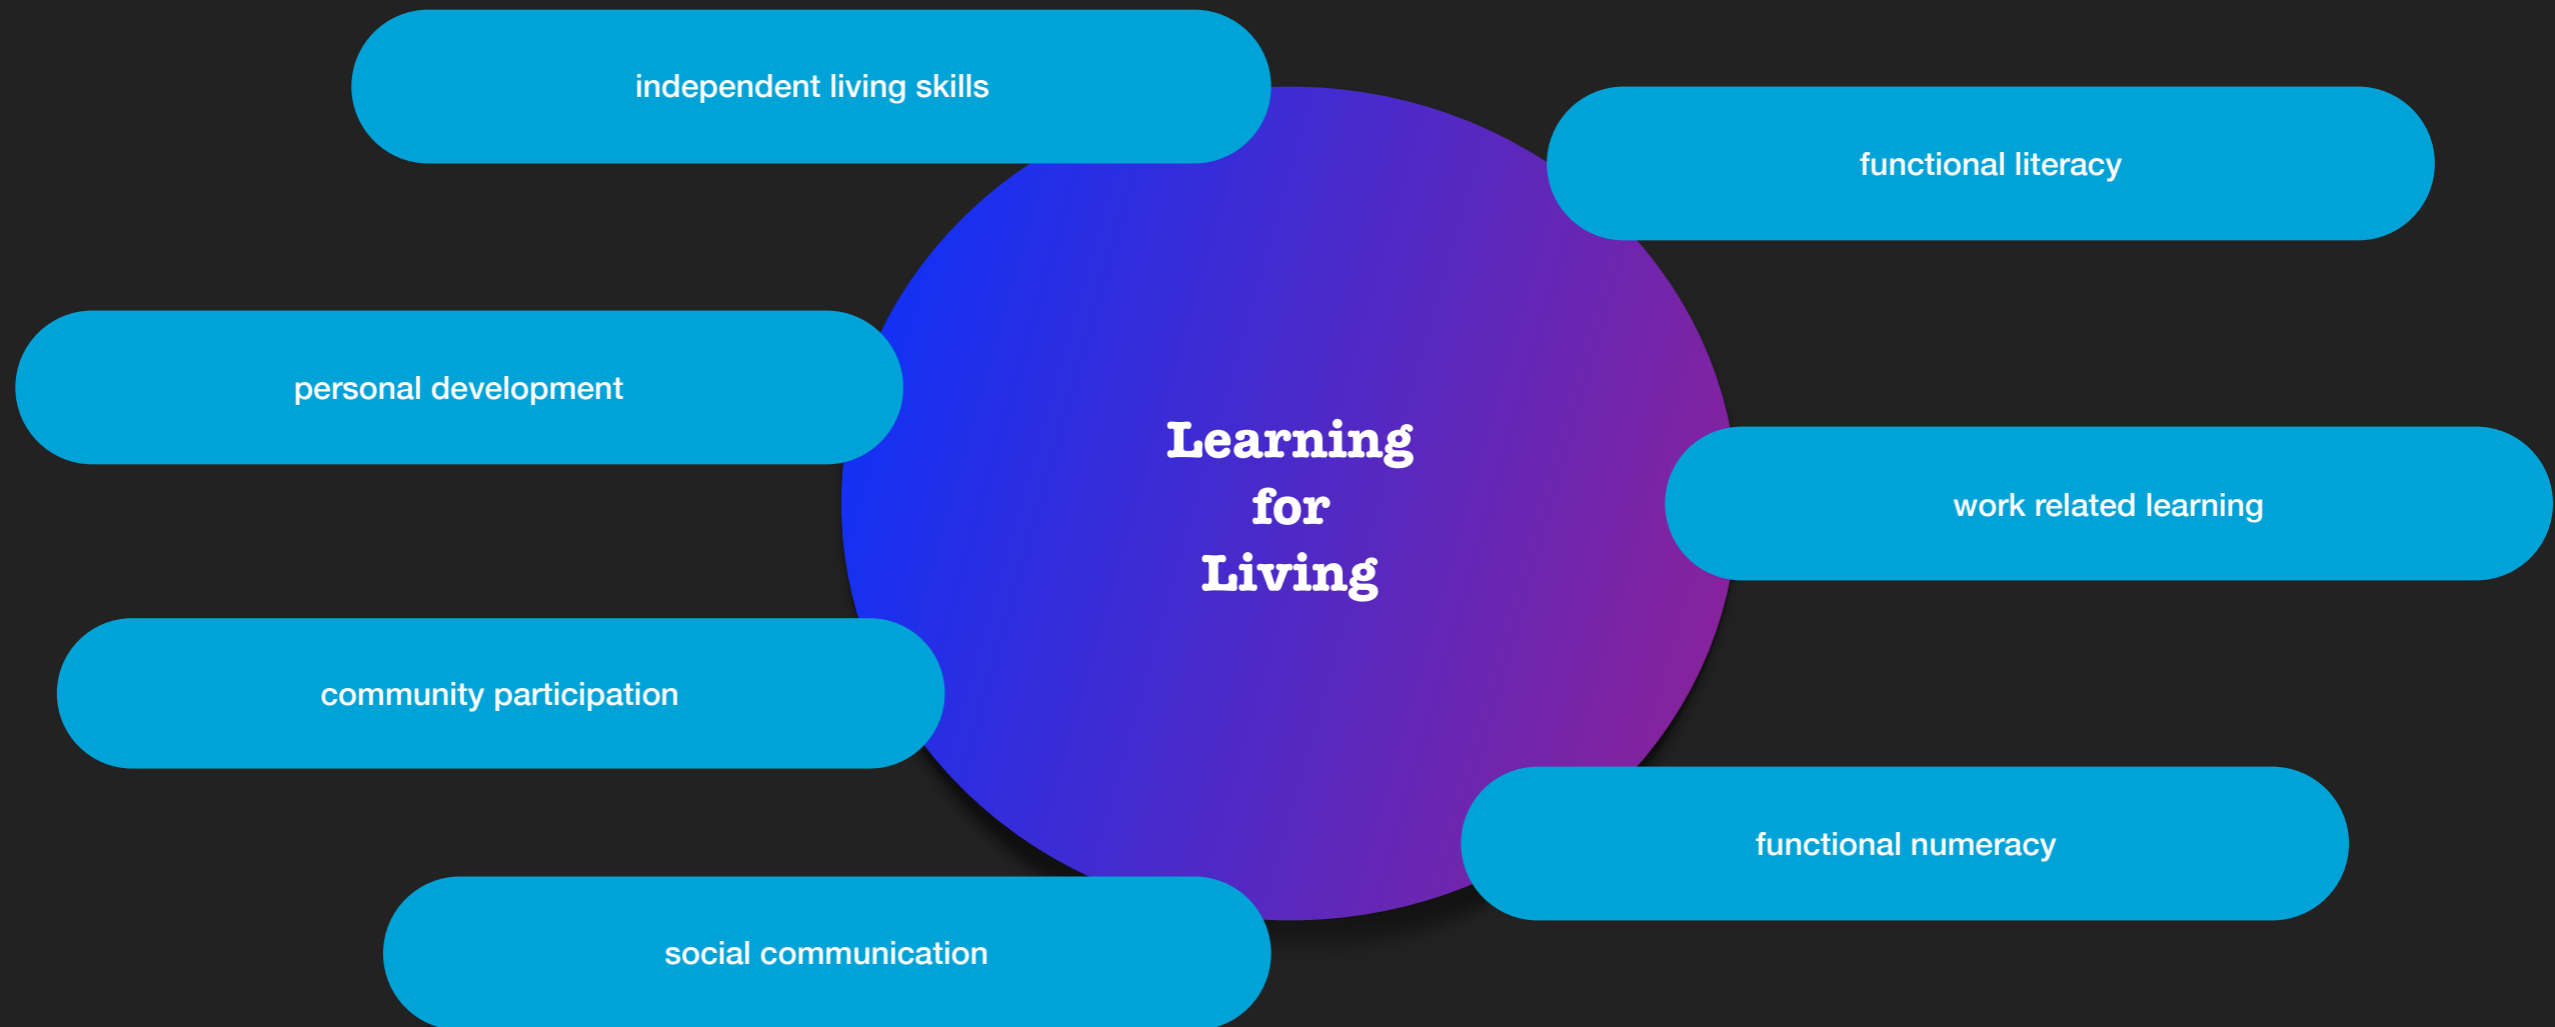 independent living skills
functional literacy
personal development
Learning
for
Living
work related learning
community participation
functional numeracy
social communication